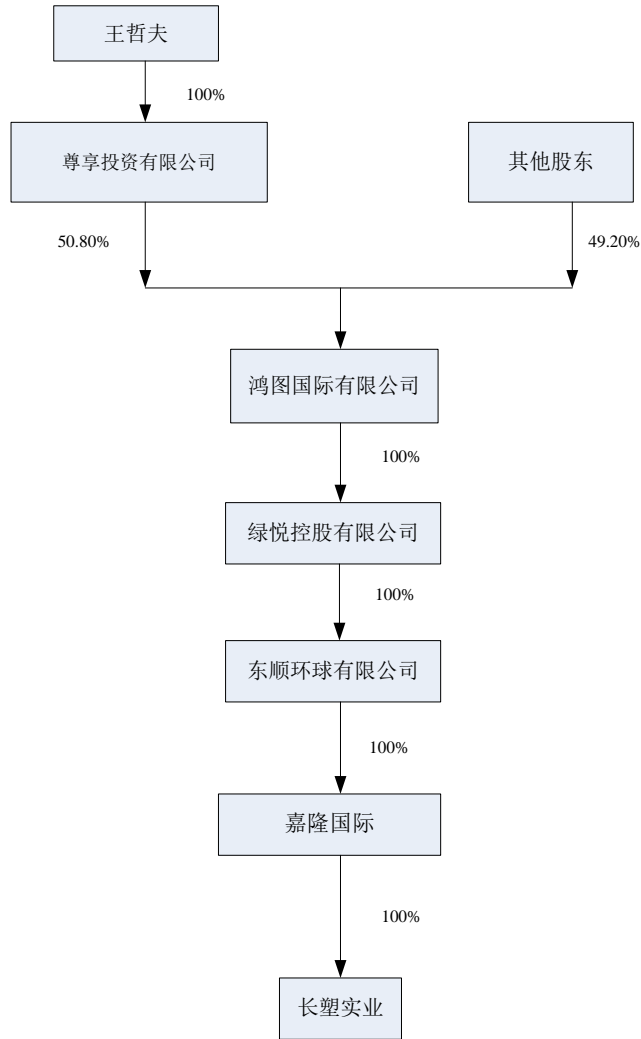 王哲夫
100%
尊享投资有限公司
其他股东
50.80%
49.20%
鸿图国际有限公司
100%
绿悦控股有限公司
100%
东顺环球有限公司
100%
嘉隆国际
100%
长塑实业